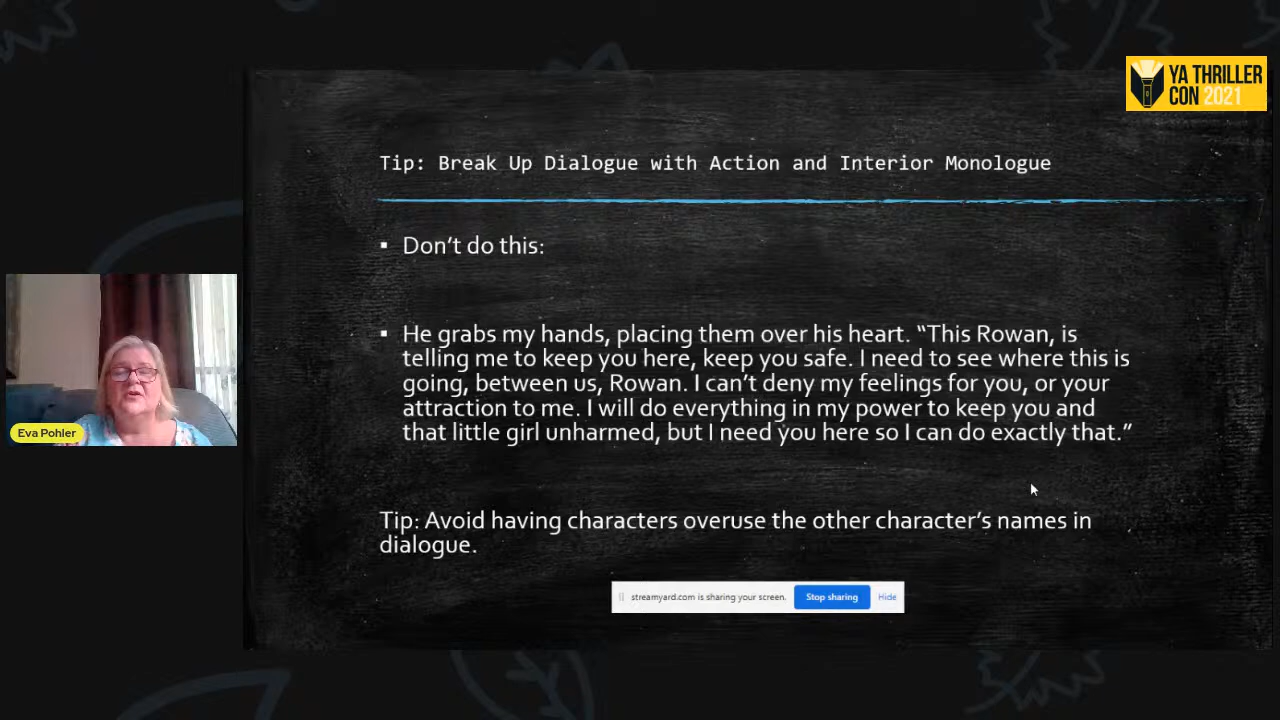 YA THRILLER
CON 2021
Tip: Break Up Dialogue with Action and Interior Monologue
▪ Don’t do this:
▪ He grabs my hands, placing them over his heart. “This Rowan, is
telling me to keep you here, keep you safe. I need to see where this is
going, between us, Rowan. I can’t deny my feelings for you, or your
attraction to me. I will do everything in my power to keep you and
that little girl unharmed, but I need you here so I can do exactly that.”
Tip: Avoid having characters overuse the other character’s names in
dialogue.
Eva Pohler
streamyard.com is sharing your screen. Stop sharing Hide